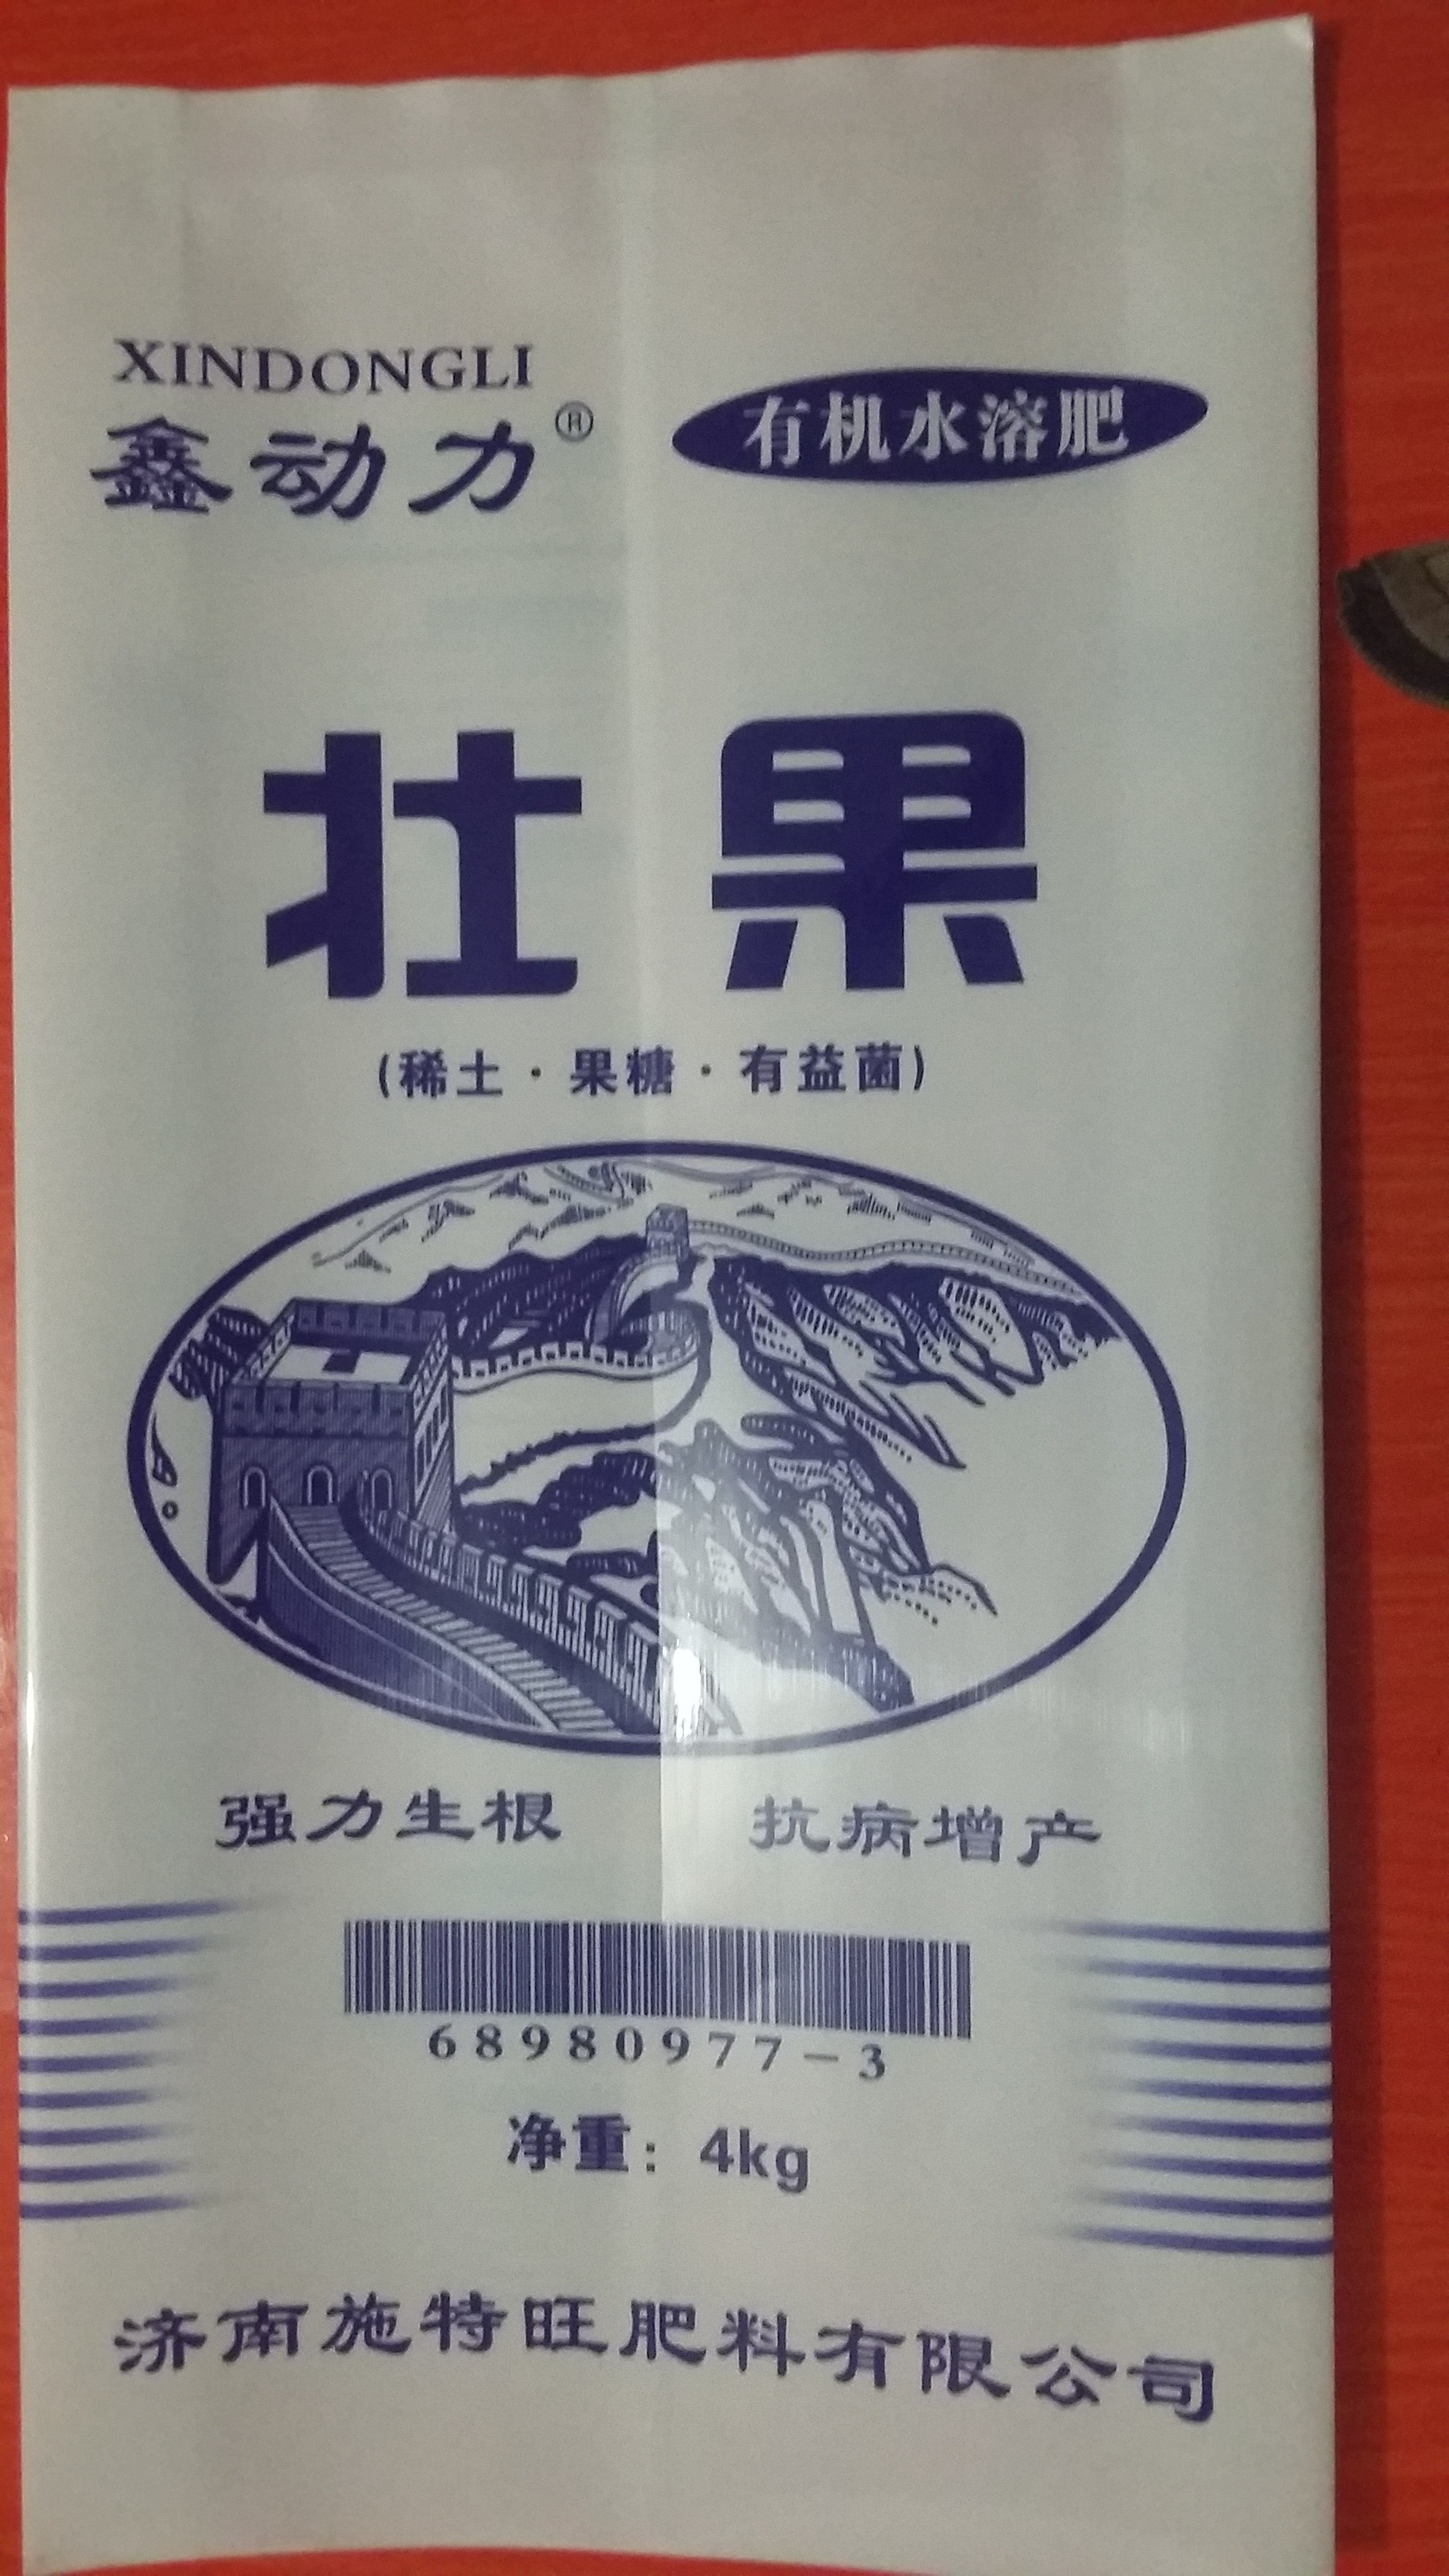 XINDONGLI
鑫动力®
有机水溶肥
壮果
(稀土·果糖·有益菌)
强力生根 抗病增产
68980977-3
净重：4kg
济南施特旺肥料有限公司